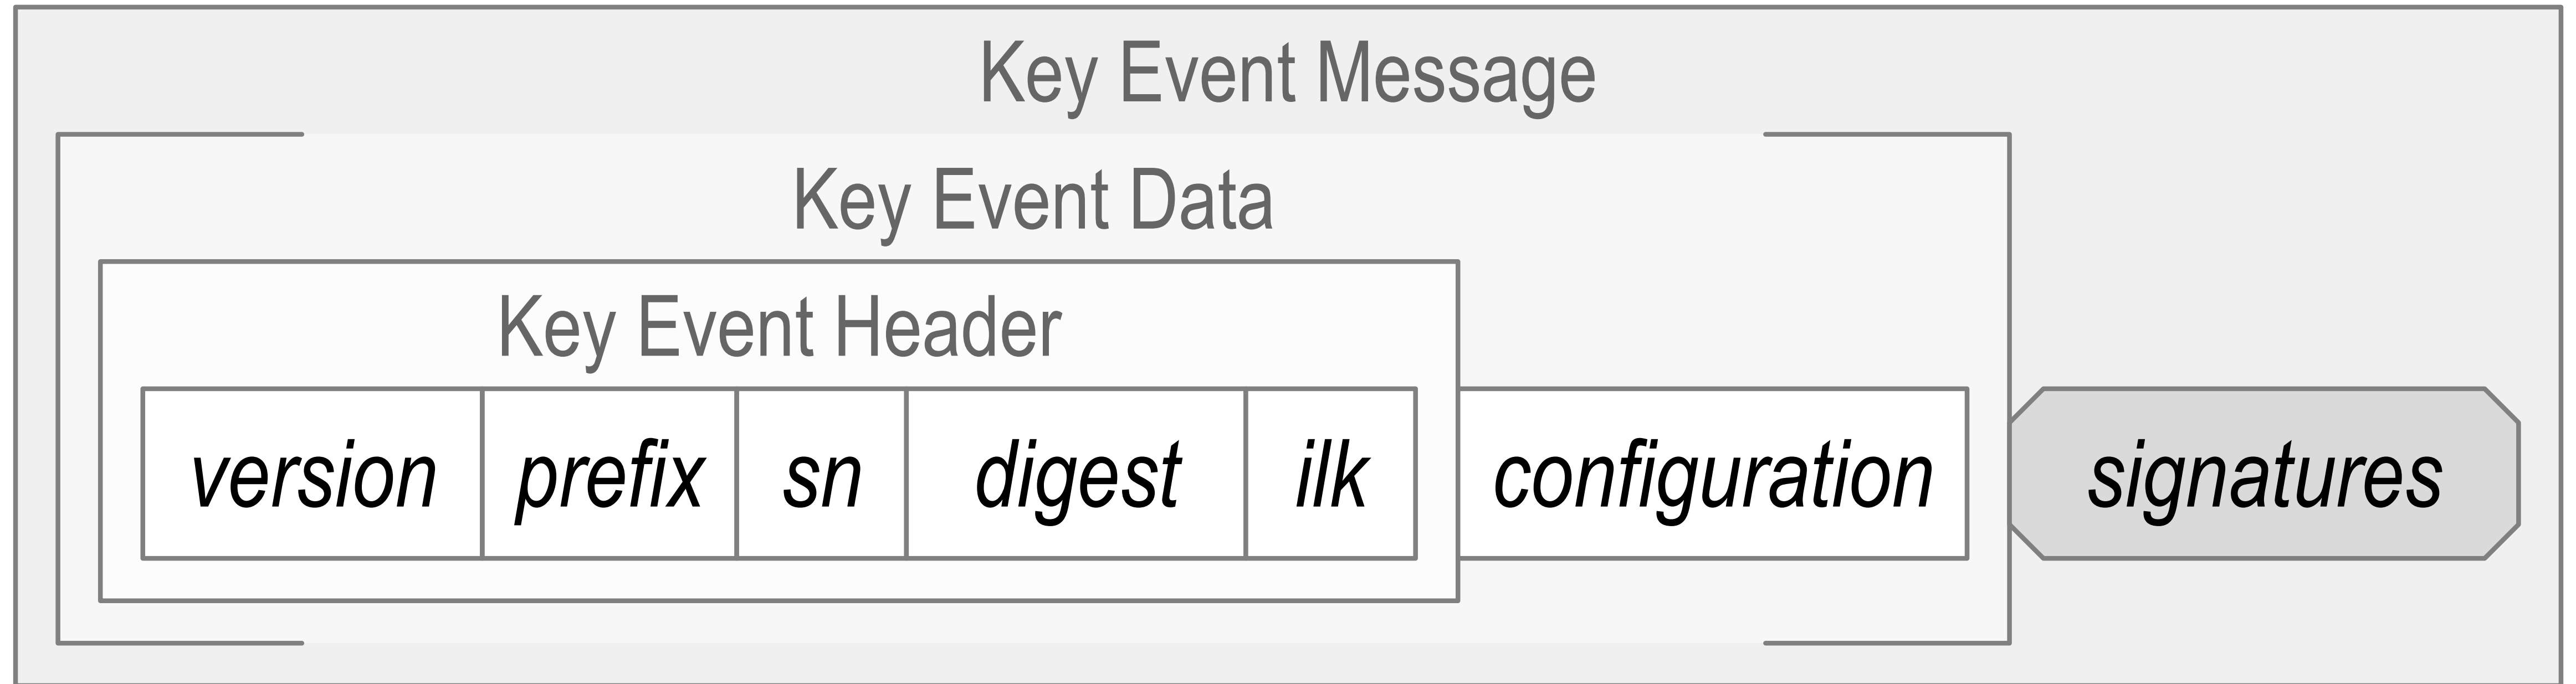 Key Event Message
Key Event Data
Key Event Header
version prefix sn digest ilk configuration signatures